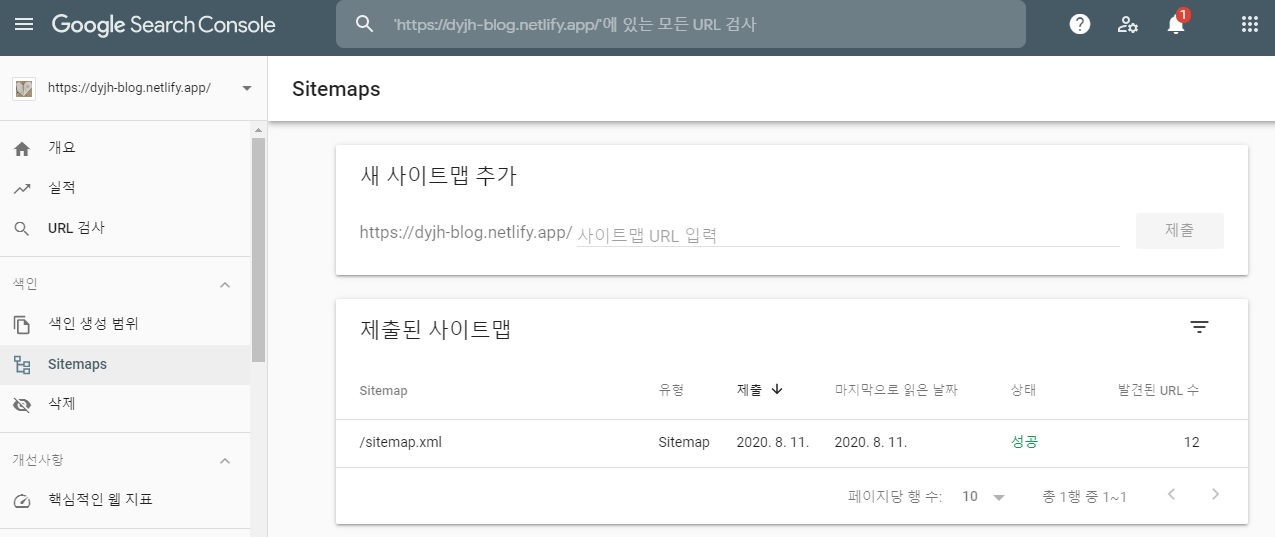 Google Search Console
'https://dyjh-blog.netlify.app/'에 있는 모든 URL 검사
1
https://dyjh-blog.netlify.app/
Sitemaps
개요
실적
URL 검사
색인
색인 생성 범위
Sitemaps
삭제
개선사항
핵심적인 웹 지표
새 사이트맵 추가
https://dyjh-blog.netlify.app/ 사이트맵 URL 입력
제출
제출된 사이트맵
Sitemap 유형 제출 마지막으로 읽은 날짜 상태 발견된 URL 수
/sitemap.xml Sitemap 2020. 8. 11. 2020. 8. 11. 성공 12
페이지당 행 수: 10 총 1행 중 1~1